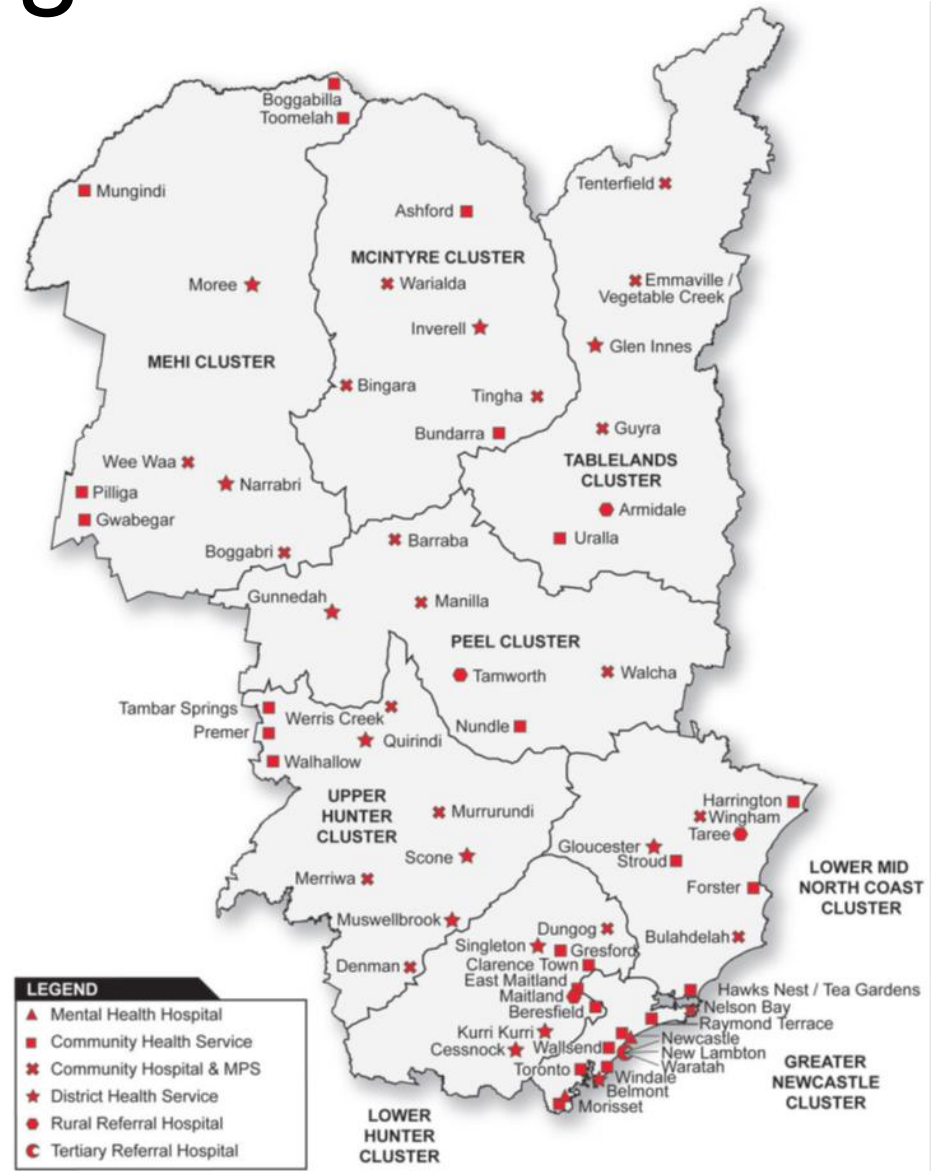 Boggabilla
Toomelah
Mungindi
Tenterfield
Ashford
MCINTYRE CLUSTER
Warialda
Moree
Emmaville /
Vegetable Creek
Inverell
Glen Innes
MEHI CLUSTER
Bingara
Tingha
Guyra
Bundarra
TABLELANDS
CLUSTER
Wee Waa
Narrabri
Pilliga
Gwabegar
Armidale
Uralla
Boggabri
Barraba
Gunnedah
Manilla
PEEL CLUSTER
Tamworth
Walcha
Tambar Springs
Werris Creek
Nundle
Premer
Quirindi
Walhallow
UPPER
HUNTER
CLUSTER
Murrurundi
Harrington
Wingham
Taree
Gloucester
Stroud
Scone
Merriwa
Forster
LOWER MID
NORTH COAST
CLUSTER
Muswellbrook
Dungog
Bulahdelah
Singleton
Gresford
Denman
Clarence Town
East Maitland
Maitland
Beresfield
Hawks Nest / Tea Gardens
Nelson Bay
Raymond Terrace
Kurri Kurri
Newcastle
Cessnock
Wallsend
New Lambton
Waratah
Toronto
Windale
Belmont
Morisset
GREATER
NEWCASTLE
CLUSTER
LOWER
HUNTER
CLUSTER
LEGEND
Mental Health Hospital
Community Health Service
Community Hospital & MPS
District Health Service
Rural Referral Hospital
Tertiary Referral Hospital